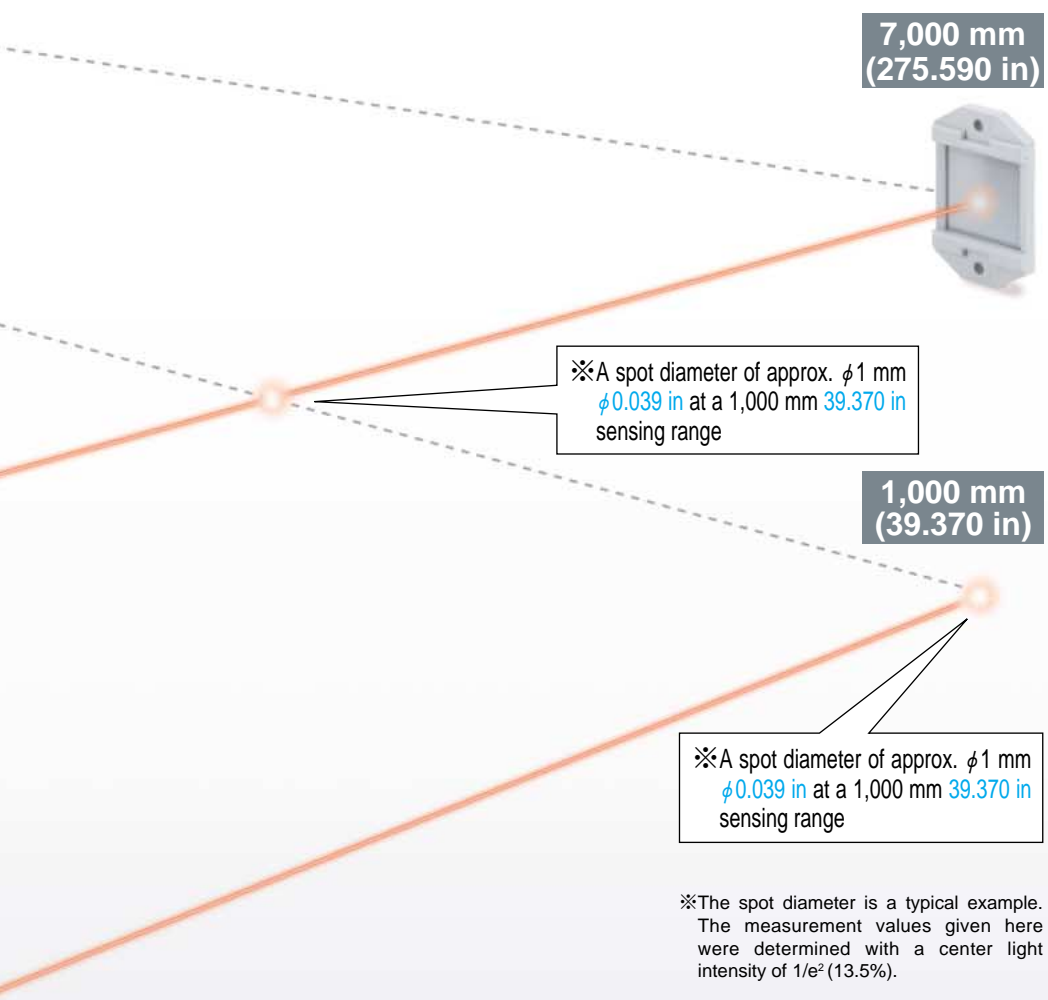 7,000 mm
(275.590 in)
※A spot diameter of approx. φ1 mm
φ0.039 in at a 1,000 mm 39.370 in
sensing range
1,000 mm
(39.370 in)
※A spot diameter of approx. φ1 mm
φ0.039 in at a 1,000 mm 39.370 in
sensing range
※The spot diameter is a typical example.
The measurement values given here
were determined with a center light
intensity of 1/e² (13.5%).